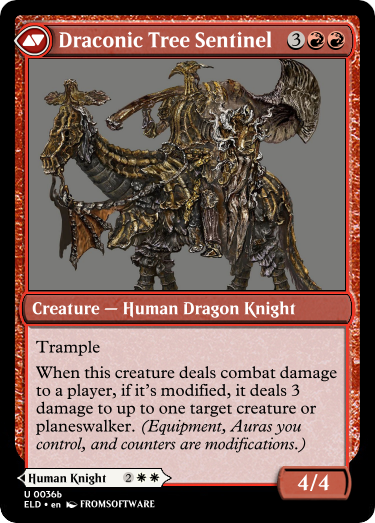 Draconic Tree Sentinel 3
Creature — Human Dragon Knight
Trample
When this creature deals combat damage
to a player, if it's modified, it deals 3
damage to up to one target creature or
planeswalker. (Equipment, Auras you
control, and counters are modifications.)
Human Knight 2
4/4
U 0036b
ELD • en FROMSOFTWARE